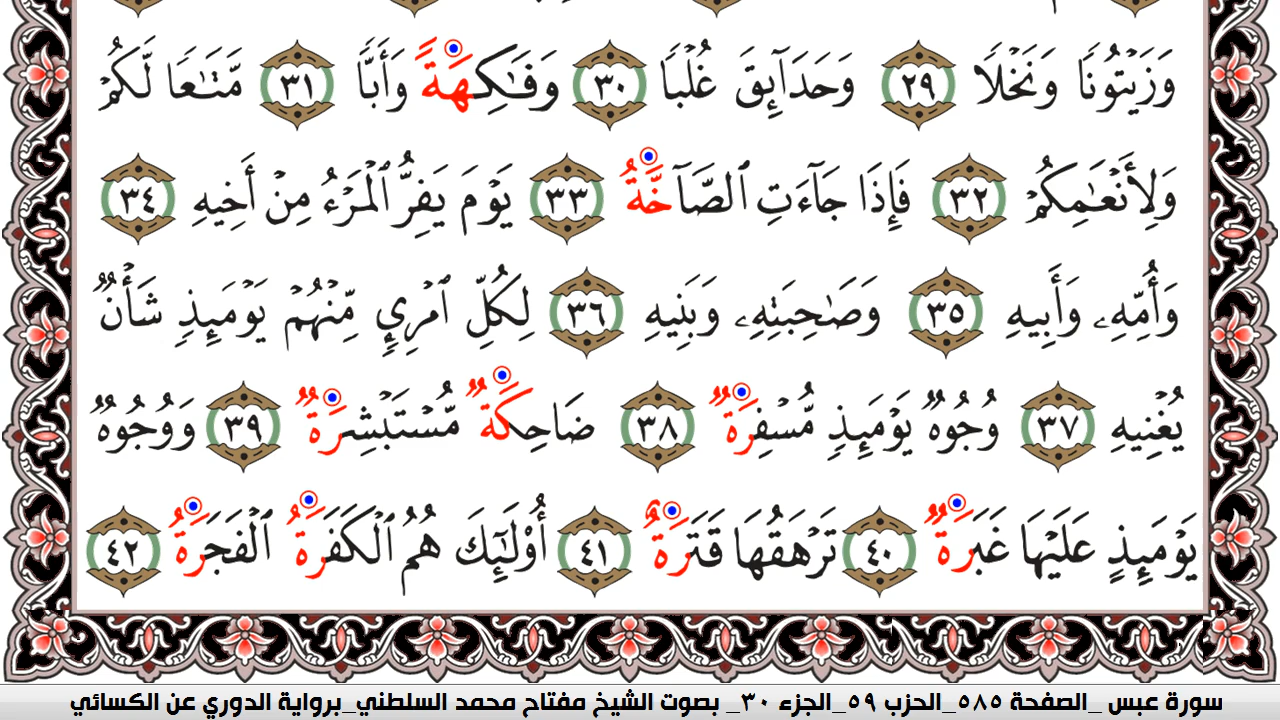 وَزَيۡتُونٗا وَنَخۡلٗا ٢٩ وَحَدَآئِقَ غُلۡبٗا ٣٠ وَفَٰكِهَةٗ وَأَبّٗا ٣١ مَّتَٰعٗا لَّكُمۡ
وَلِأَنۡعَٰمِكُمۡ ٣٢ فَإِذَا جَآءَتِ ٱلصَّآخَّةُ ٣٣ يَوۡمَ يَفِرُّ ٱلۡمَرۡءُ مِنۡ أَخِيهِ ٣٤
وَأُمِّهِۦ وَأَبِيهِ ٣٥ وَصَٰحِبَتِهِۦ وَبَنِيهِ ٣٦ لِكُلِّ ٱمۡرِيٕٖ مِّنۡهُمۡ يَوۡمَئِذٖ شَأۡنٞ
يُغۡنِيهِ ٣٧ وُجُوهٞ يَوۡمَئِذٖ مُّسۡفِرَةٞ ٣٨ ضَاحِكَةٞ مُّسۡتَبۡشِرَةٞ ٣٩ وَوُجُوهٞ
يَوۡمَئِذٍ عَلَيۡهَا غَبَرَةٞ ٤٠ تَرۡهَقُهَا قَتَرَةٌ ٤١ أُوْلَٰٓئِكَ هُمُ ٱلۡكَفَرَةُ ٱلۡفَجَرَةُ ٤٢
سورة عبس _الصفحة ٥٨٥_الحزب ٥٩_الجزء ٣٠_ بصوت الشيخ مفتاح محمد السلطني_برواية الدوري عن الكسائي